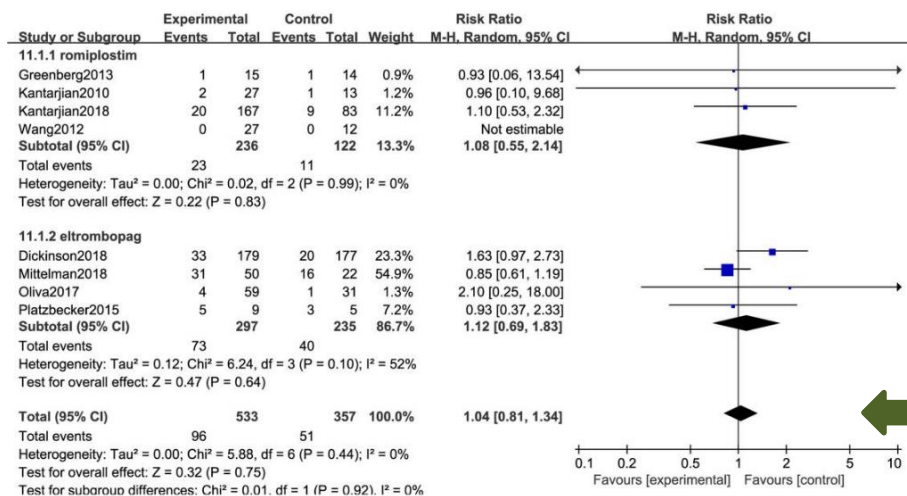 Experimental Control Risk Ratio Risk Ratio
Study or Subgroup Events Total Events Total Weight M-H, Random, 95% CI M-H, Random, 95% CI
11.1.1 romiplostim
Greenberg2013 1 15 1 14 0.9% 0.93 [0.06, 13.54]
Kantarjian2010 2 27 1 13 1.2% 0.96 [0.10, 9.68]
Kantarjian2018 20 167 9 83 11.2% 1.10 [0.53, 2.32]
Wang2012 0 27 0 12 Not estimable
Subtotal (95% CI) 236 122 13.3% 1.08 [0.55, 2.14]
Total events 23 11
Heterogeneity: Tau² = 0.00; Chi² = 0.02, df = 2 (P = 0.99); I² = 0%
Test for overall effect: Z = 0.22 (P = 0.83)
11.1.2 eltrombopag
Dickinson2018 33 179 20 177 23.3% 1.63 [0.97, 2.73]
Mittelman2018 31 50 16 22 54.9% 0.85 [0.61, 1.19]
Oliva2017 4 59 1 31 1.3% 2.10 [0.25, 18.00]
Platzbecker2015 5 9 3 5 7.2% 0.93 [0.37, 2.33]
Subtotal (95% CI) 297 235 86.7% 1.12 [0.69, 1.83]
Total events 73 40
Heterogeneity: Tau² = 0.12; Chi² = 6.24, df = 3 (P = 0.10); I² = 52%
Test for overall effect: Z = 0.47 (P = 0.64)
Total (95% CI) 533 357 100.0% 1.04 [0.81, 1.34]
Total events 96 51
Heterogeneity: Tau² = 0.00; Chi² = 5.88, df = 6 (P = 0.44); I² = 0%
Test for overall effect: Z = 0.32 (P = 0.75)
Test for subgroup differences: Chi² = 0.01, df = 1 (P = 0.92), I² = 0%
0.1 0.2 0.5 1 2 5 10
Favours [experimental] Favours [control]